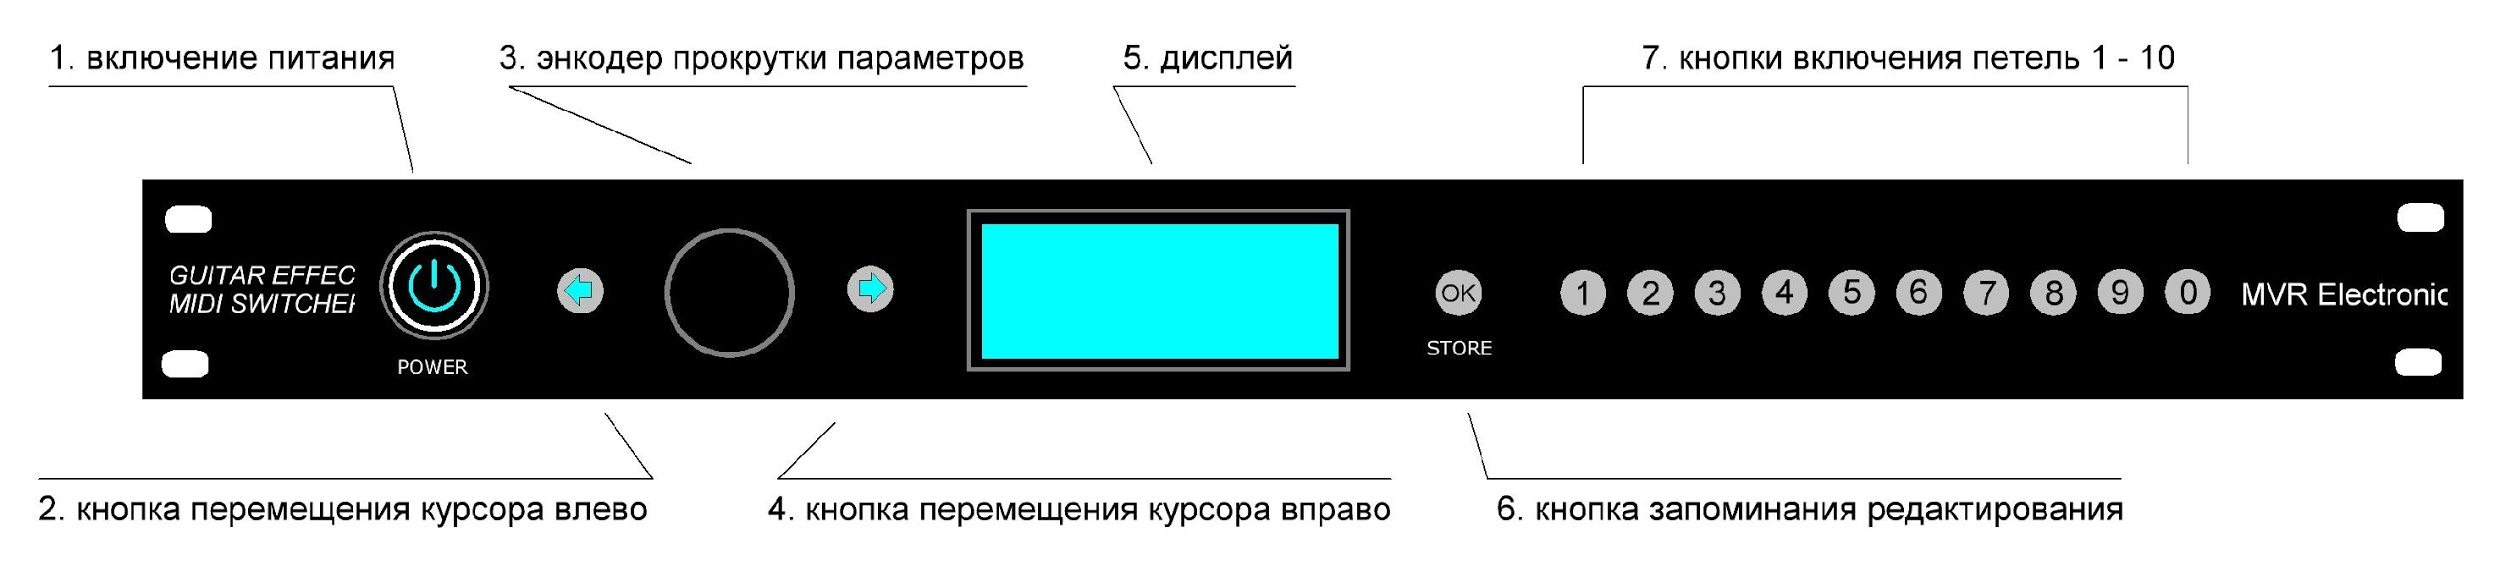 1. включение питания
3. энкодер прокрутки параметров
5. дисплей
7. кнопки включения петель 1 - 10
GUITAR EFFEC
MIDI SWITCHEI
POWER
OK
STORE
1 2 3 4 5 6 7 8 9 0
MVR Electronic
2. кнопка перемещения курсора влево
4. кнопка перемещения курсора вправо
6. кнопка запоминания редактирования